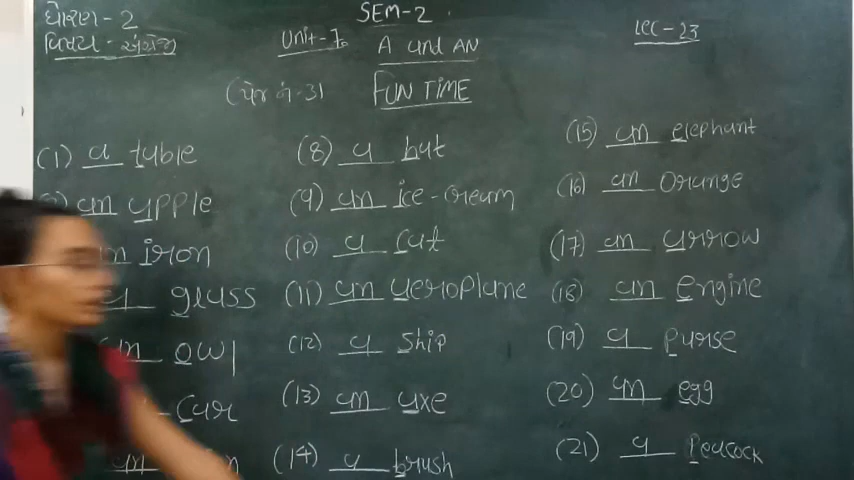 ધોરણ - 2
વિષય - અંગ્રેજી
SEM-2
Unit-7.
A and AN
Lec-23
પેજ નં-31
FUN TIME
(1) a table
an apple
iron
a glass
an owl
Car
an
(8) a bat
(9) an ice-cream
(10) a Cat
(11) an aeroplane
(12) a Ship
(13) an axe
(14) a brush
(15) an elephant
(16) an Orange
(17) an arrow
(18) an engine
(19) a purse
(20) an egg
(21) a Peacock